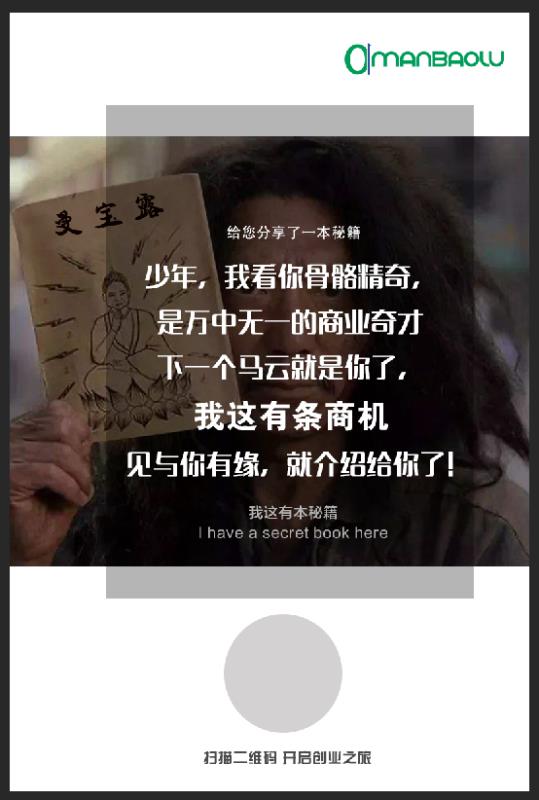 OMANBAOLU
曼宝露
给您分享了一本秘籍
少年，我看你骨骼精奇，
是万中无一的商业奇才
下一个马云就是你了，
我这有条商机
见与你有缘，就介绍给你了！
我这有本秘籍
I have a secret book here
扫描二维码 开启创业之旅